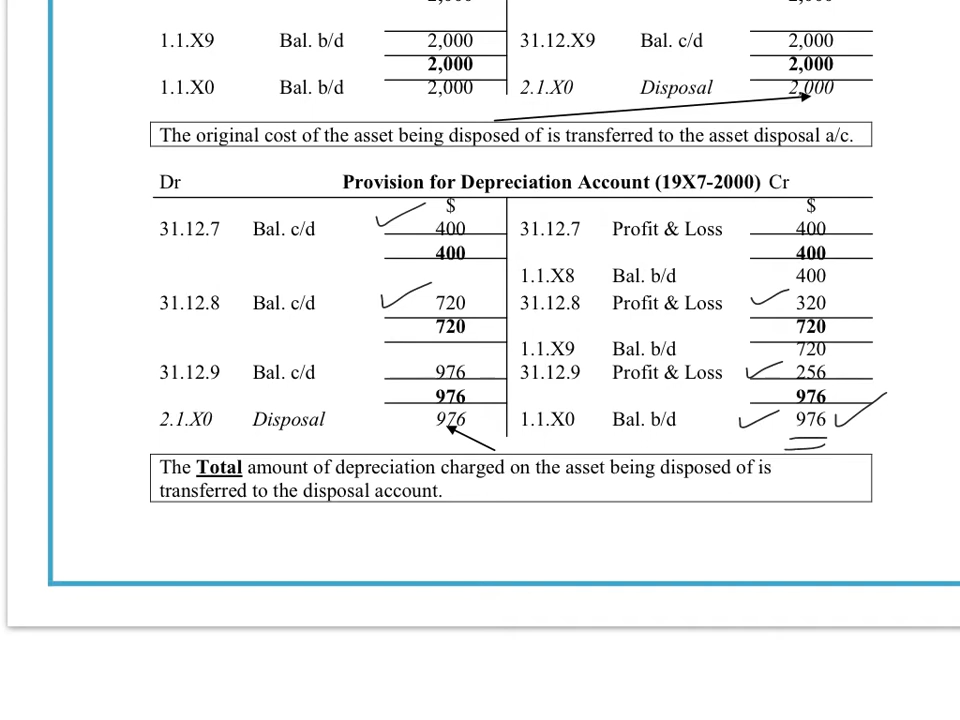 1.1.X9 Bal. b/d 2,000 31.12.X9 Bal. c/d 2,000
2,000 2,000
1.1.X0 Bal. b/d 2,000 2.1.X0 Disposal 2,000
The original cost of the asset being disposed of is transferred to the asset disposal a/c.
Dr Provision for Depreciation Account (19X7-2000) Cr
$ $
31.12.7 Bal. c/d 400 31.12.7 Profit & Loss 400
400 400
1.1.X8 Bal. b/d 400
31.12.8 Bal. c/d 720 31.12.8 Profit & Loss 320
720 720
1.1.X9 Bal. b/d 720
31.12.9 Bal. c/d 976 31.12.9 Profit & Loss 256
976 976
2.1.X0 Disposal 976 1.1.X0 Bal. b/d 976
The Total amount of depreciation charged on the asset being disposed of is
transferred to the disposal account.